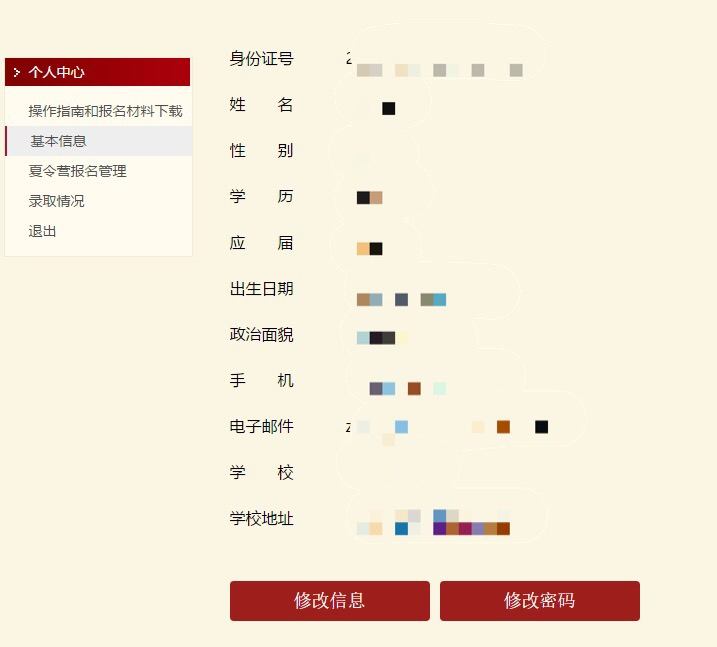 个人中心
操作指南和报名材料下载
基本信息
夏令营报名管理
录取情况
退出
身份证号 2
姓 名
性 别
学 历
应 届
出生日期
政治面貌
手 机
电子邮件 z
学 校
学校地址
修改信息 修改密码